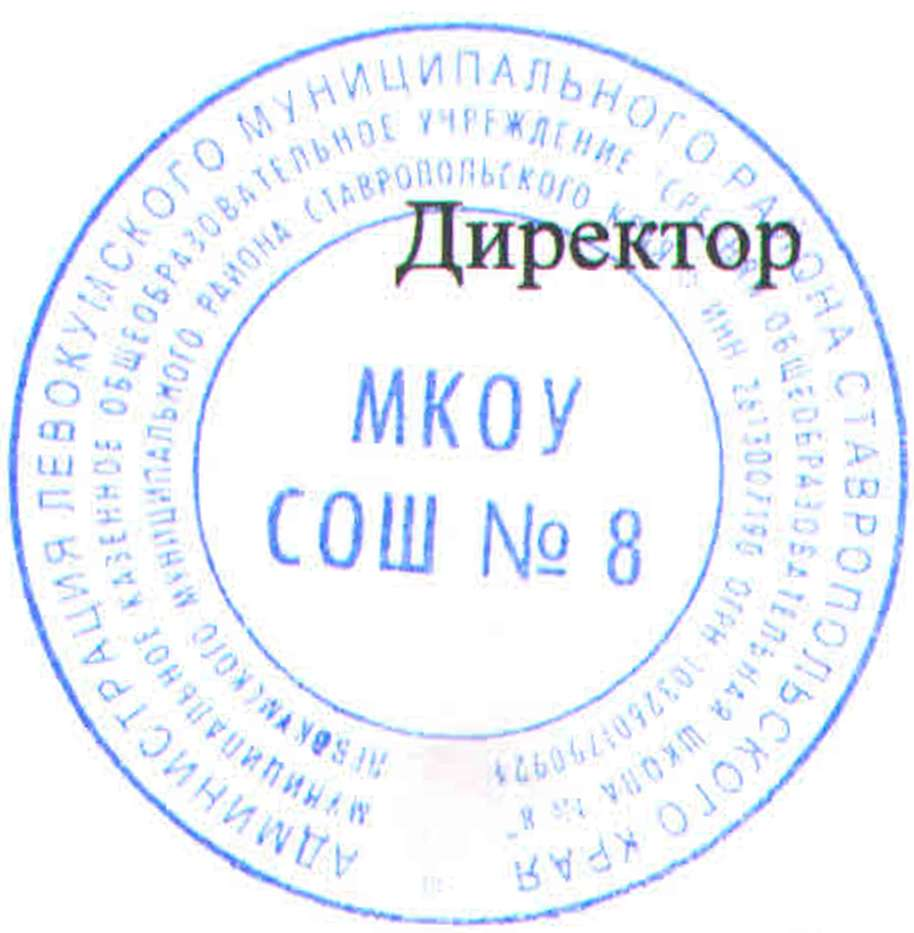 АДМИНИСТРАЦИЯ ЛЕВОКУМСКОГО МУНИЦИПАЛЬНОГО РАЙОНА СТАВРОПОЛЬСКОГО КРАЯ
МУНИЦИПАЛЬНОЕ КАЗЕННОЕ ОБЩЕОБРАЗОВАТЕЛЬНОЕ УЧРЕЖДЕНИЕ "СРЕДНЯЯ ОБЩЕОБРАЗОВАТЕЛЬНАЯ ШКОЛА № 8"
ЛЕВОКУМСКОГО МУНИЦИПАЛЬНОГО РАЙОНА СТАВРОПОЛЬСКОГО КРАЯ ИНН ОГРН
Директор
МКОУ
СОШ № 8